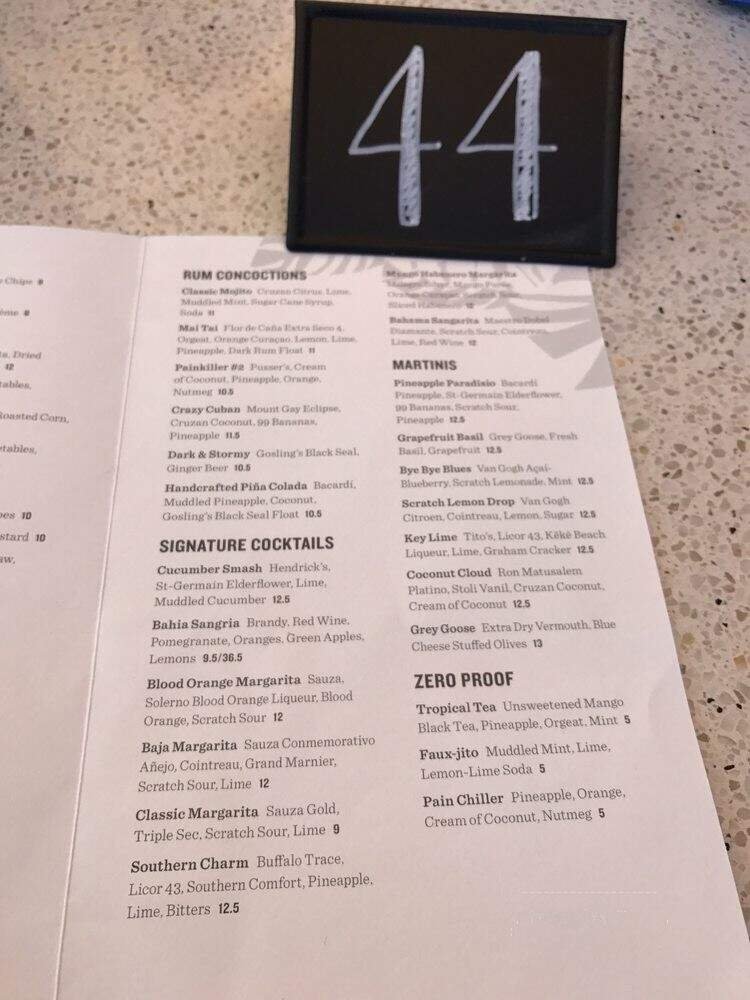 44
Chips 8
8
Dried
12
Roasted Corn,
10
10
RUM CONCOCTIONS
Classic Mojito Cruzan Citrus, Lime,
Muddled Mint, Sugar Cane Syrup,
Soda 11
Mai Tai Flor de Caña Extra Seco 4,
Orgeat, Orange Curaçao, Lemon, Lime,
Pineapple, Dark Rum Float 11
Painkiller #2 Pusser's, Cream
of Coconut, Pineapple, Orange,
Nutmeg 10.5
Crazy Cuban Mount Gay Eclipse,
Cruzan Coconut, 99 Bananas,
Pineapple 11.5
Dark & Stormy Gosling's Black Seal,
Ginger Beer 10.5
Handcrafted Piña Colada Bacardi,
Muddled Pineapple, Coconut,
Gosling's Black Seal Float 10.5
SIGNATURE COCKTAILS
Cucumber Smash Hendrick's,
St-Germain Elderflower, Lime,
Muddled Cucumber 12.5
Bahia Sangria Brandy, Red Wine,
Pomegranate, Oranges, Green Apples,
Lemons 9.5/36.5
Blood Orange Margarita Sauza,
Solerno Blood Orange Liqueur, Blood
Orange, Scratch Sour 12
Baja Margarita Sauza Conmemorativo
Añejo, Cointreau, Grand Marnier,
Scratch Sour, Lime 12
Classic Margarita Sauza Gold,
Triple Sec, Scratch Sour, Lime 9
Southern Charm Buffalo Trace,
Licor 43, Southern Comfort, Pineapple,
Lime, Bitters 12.5
Mango Habanero Margarita
Orange Curaçao, Scratch
Sliced Habanero 12
Bahama Sangarita Maestro Dobel
Diamante, Scratch Sour, Cointreau,
Lime, Red Wine 12
MARTINIS
Pineapple Paradisio Bacardi
Pineapple, St-Germain Elderflower,
99 Bananas, Scratch Sour,
Pineapple 12.5
Grapefruit Basil Grey Goose, Fresh
Basil, Grapefruit 12.5
Bye Bye Blues Van Gogh Açai-
Blueberry, Scratch Lemonade, Mint 12.5
Scratch Lemon Drop Van Gogh
Citroen, Cointreau, Lemon, Sugar 12.5
Key Lime Tito's, Licor 43, Kéké Beach
Liqueur, Lime, Graham Cracker 12.5
Coconut Cloud Ron Matusalem
Platino, Stoli Vanil, Cruzan Coconut,
Cream of Coconut 12.5
Grey Goose Extra Dry Vermouth, Blue
Cheese Stuffed Olives 13
ZERO PROOF
Tropical Tea Unsweetened Mango
Black Tea, Pineapple, Orgeat, Mint 5
Faux-jito Muddled Mint, Lime,
Lemon-Lime Soda 5
Pain Chiller Pineapple, Orange,
Cream of Coconut, Nutmeg 5